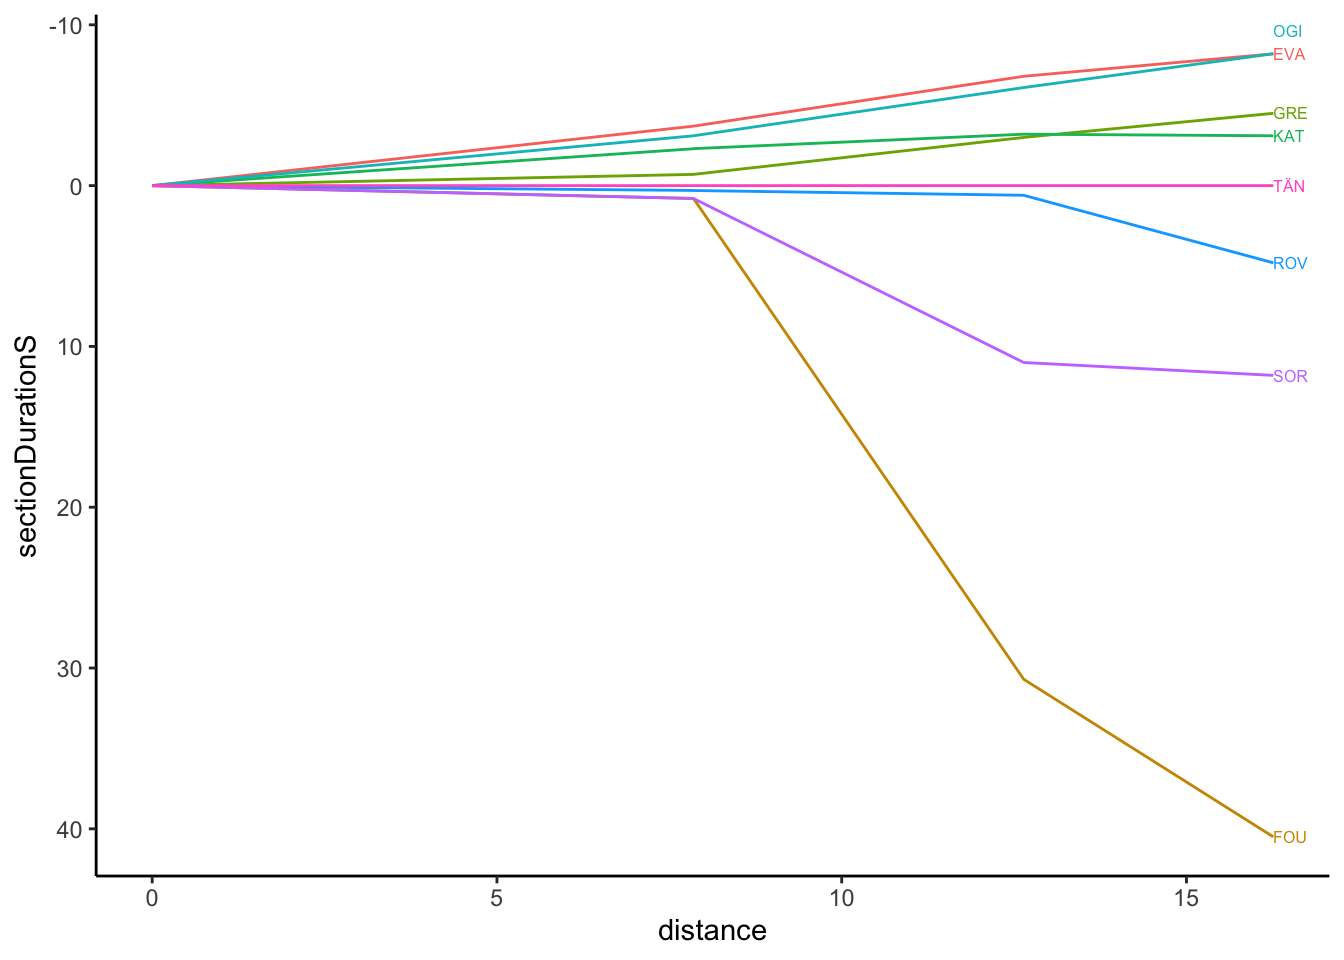 -10
0
10
20
30
40
sectionDurationS
OGI
EVA
GRE
KAT
TÄN
ROV
SOR
FOU
0 5 10 15
distance